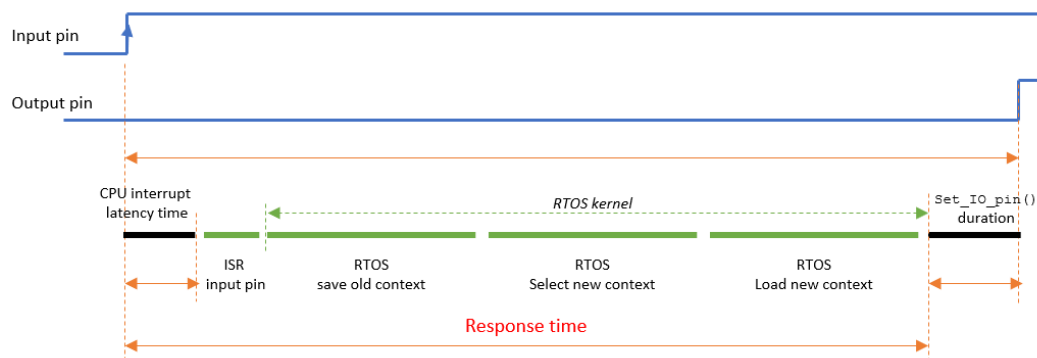 Input pin
Output pin
CPU interrupt
latency time
RTOS kernel
Set_IO_pin()
duration
ISR
input pin
RTOS
save old context
RTOS
Select new context
RTOS
Load new context
Response time